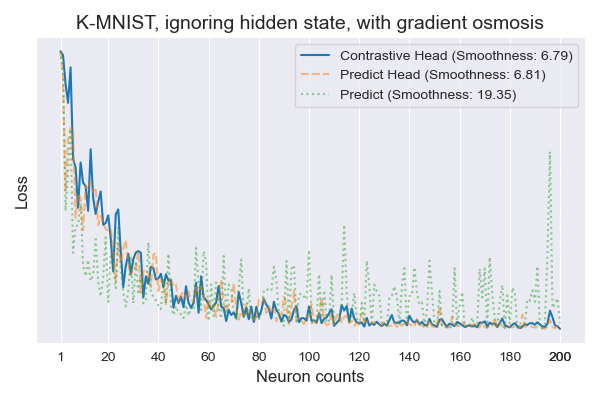 K-MNIST, ignoring hidden state, with gradient osmosis
Contrastive Head (Smoothness: 6.79)
Predict Head (Smoothness: 6.81)
Predict (Smoothness: 19.35)
Loss
1 20 40 60 80 100 120 140 160 180 200
Neuron counts